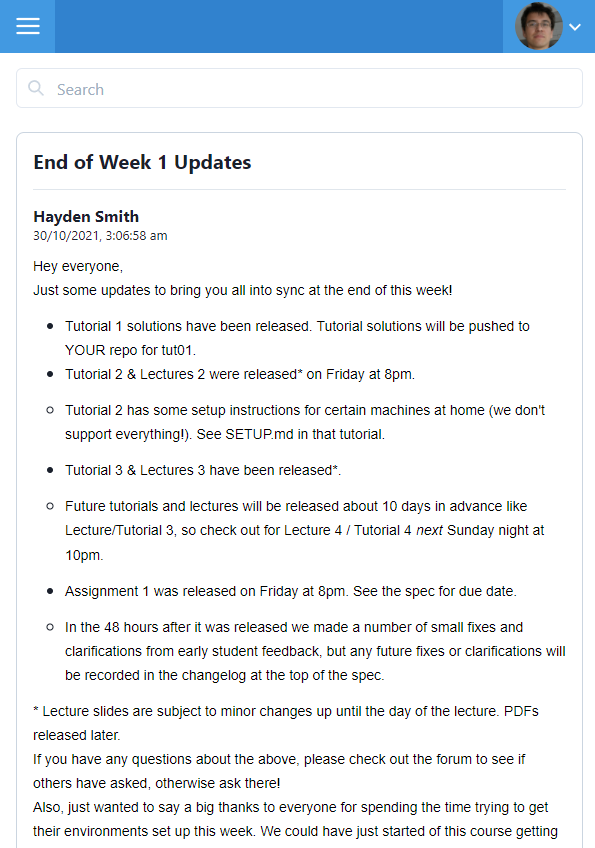 Search
End of Week 1 Updates
Hayden Smith
30/10/2021, 3:06:58 am
Hey everyone,
Just some updates to bring you all into sync at the end of this week!
Tutorial 1 solutions have been released. Tutorial solutions will be pushed to
YOUR repo for tut01.
Tutorial 2 & Lectures 2 were released* on Friday at 8pm.
Tutorial 2 has some setup instructions for certain machines at home (we don't
support everything!). See SETUP.md in that tutorial.
Tutorial 3 & Lectures 3 have been released*.
Future tutorials and lectures will be released about 10 days in advance like
Lecture/Tutorial 3, so check out for Lecture 4 / Tutorial 4 next Sunday night at
10pm.
Assignment 1 was released on Friday at 8pm. See the spec for due date.
In the 48 hours after it was released we made a number of small fixes and
clarifications from early student feedback, but any future fixes or clarifications will
be recorded in the changelog at the top of the spec.
* Lecture slides are subject to minor changes up until the day of the lecture. PDFs
released later.
If you have any questions about the above, please check out the forum to see if
others have asked, otherwise ask there!
Also, just wanted to say a big thanks to everyone for spending the time trying to get
their environments set up this week. We could have just started of this course getting